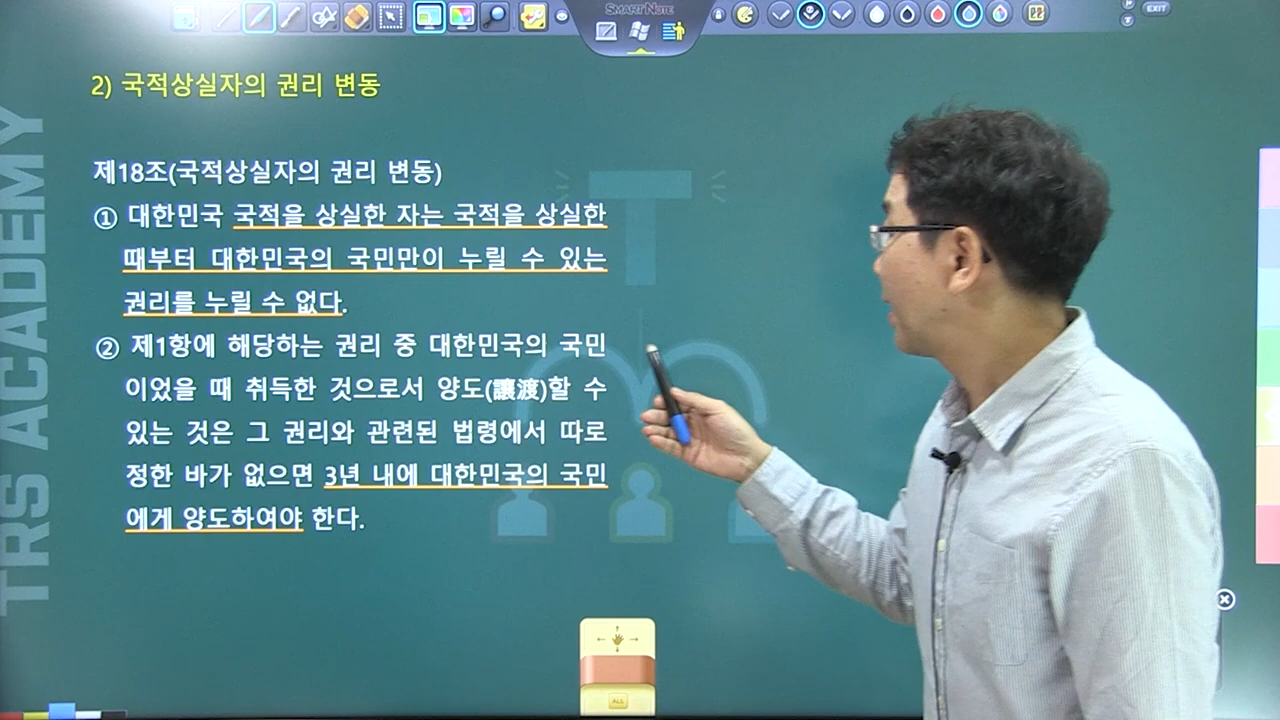 SMARTNOTE
EXIT
2) 국적상실자의 권리 변동
제18조(국적상실자의 권리 변동)
① 대한민국 국적을 상실한 자는 국적을 상실한
때부터 대한민국의 국민만이 누릴 수 있는
권리를 누릴 수 없다.
② 제1항에 해당하는 권리 중 대한민국의 국민
이었을 때 취득한 것으로서 양도(讓渡)할 수
있는 것은 그 권리와 관련된 법령에서 따로
정한 바가 없으면 3년 내에 대한민국의 국민
에게 양도하여야 한다.
TRS ACADEMY
ALL